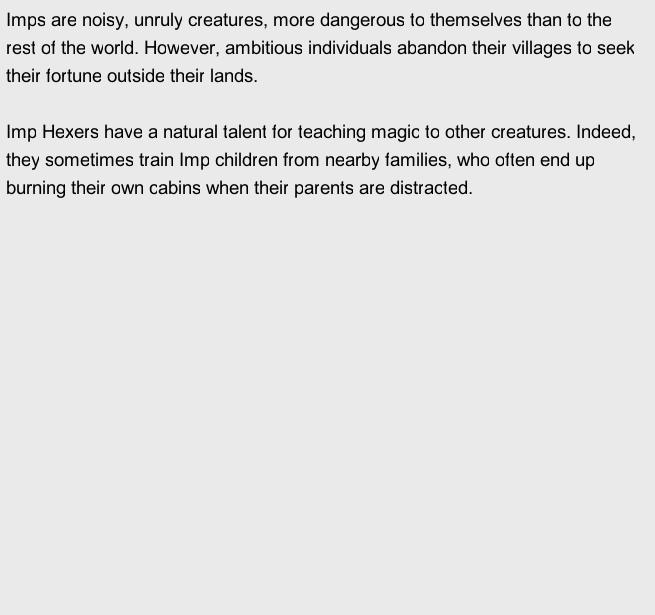 Imps are noisy, unruly creatures, more dangerous to themselves than to the
rest of the world. However, ambitious individuals abandon their villages to seek
their fortune outside their lands.
Imp Hexers have a natural talent for teaching magic to other creatures. Indeed,
they sometimes train Imp children from nearby families, who often end up
burning their own cabins when their parents are distracted.